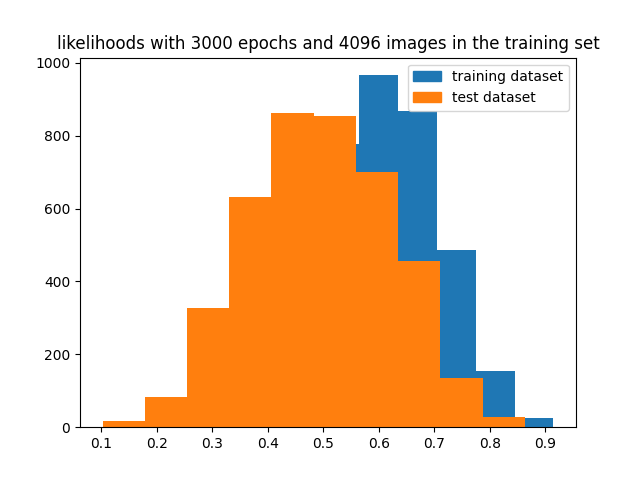 likelihoods with 3000 epochs and 4096 images in the training set
1000
800
600
400
200
0
training dataset
test dataset
0.1 0.2 0.3 0.4 0.5 0.6 0.7 0.8 0.9